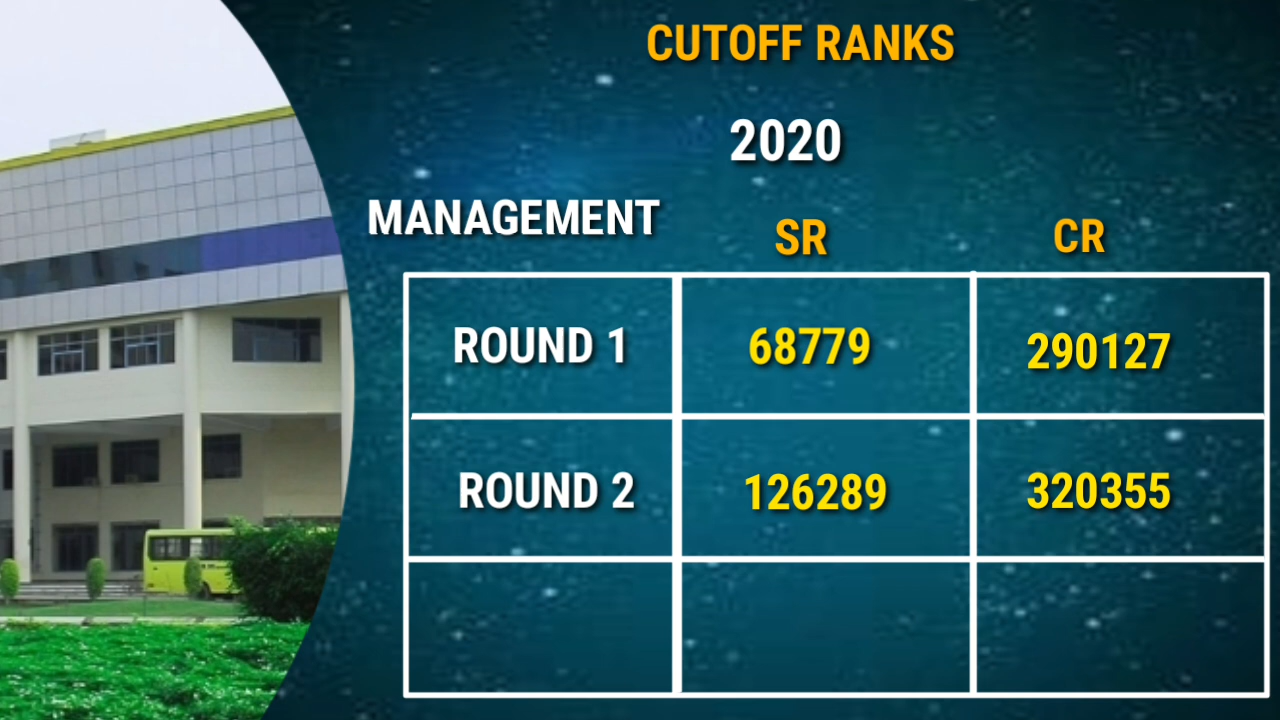 CUTOFF RANKS
2020
MANAGEMENT SR CR
ROUND 1 68779 290127
ROUND 2 126289 320355